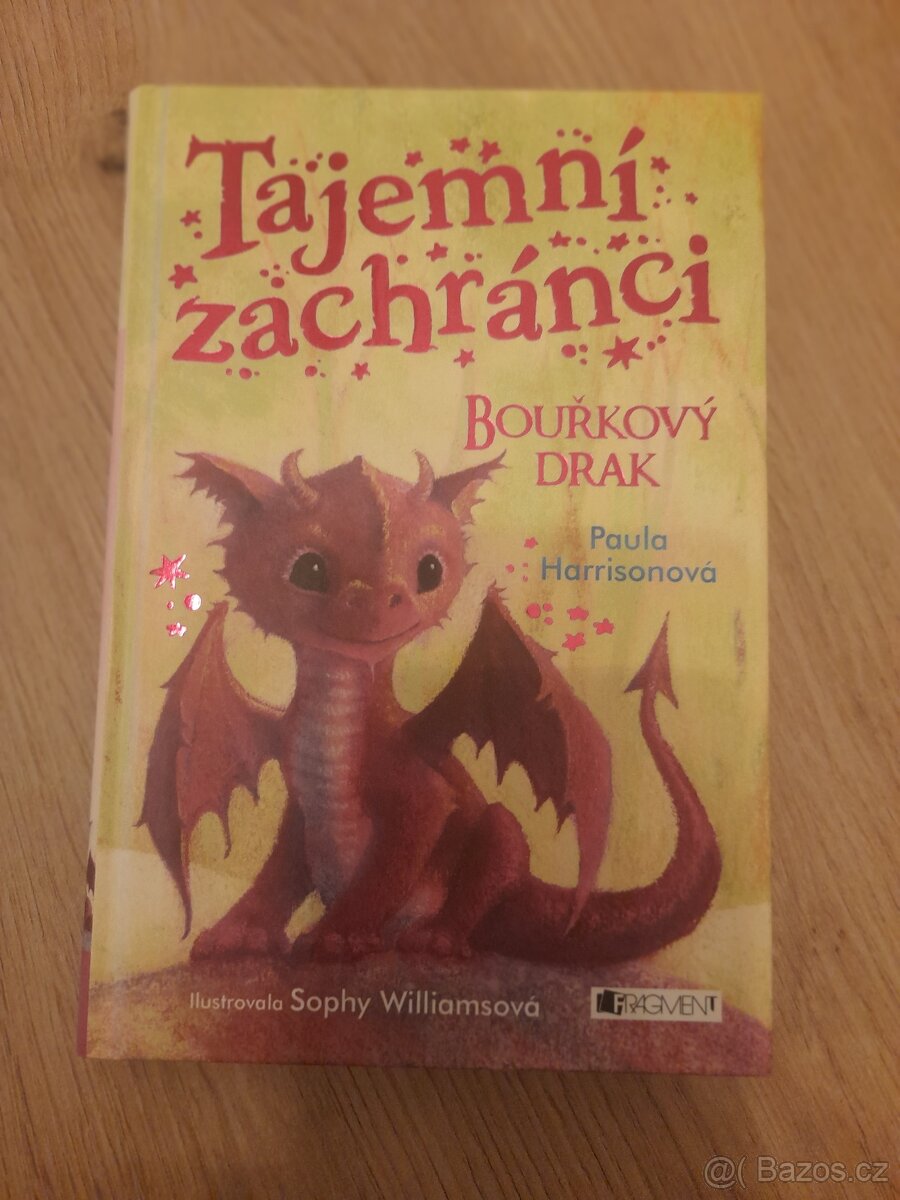 Tajemní
zachránci
Bouřkový
drak
Paula
Harrisonová
Ilustrovala Sophy Williamsová
FRAGMENT
@( Bazos.cz